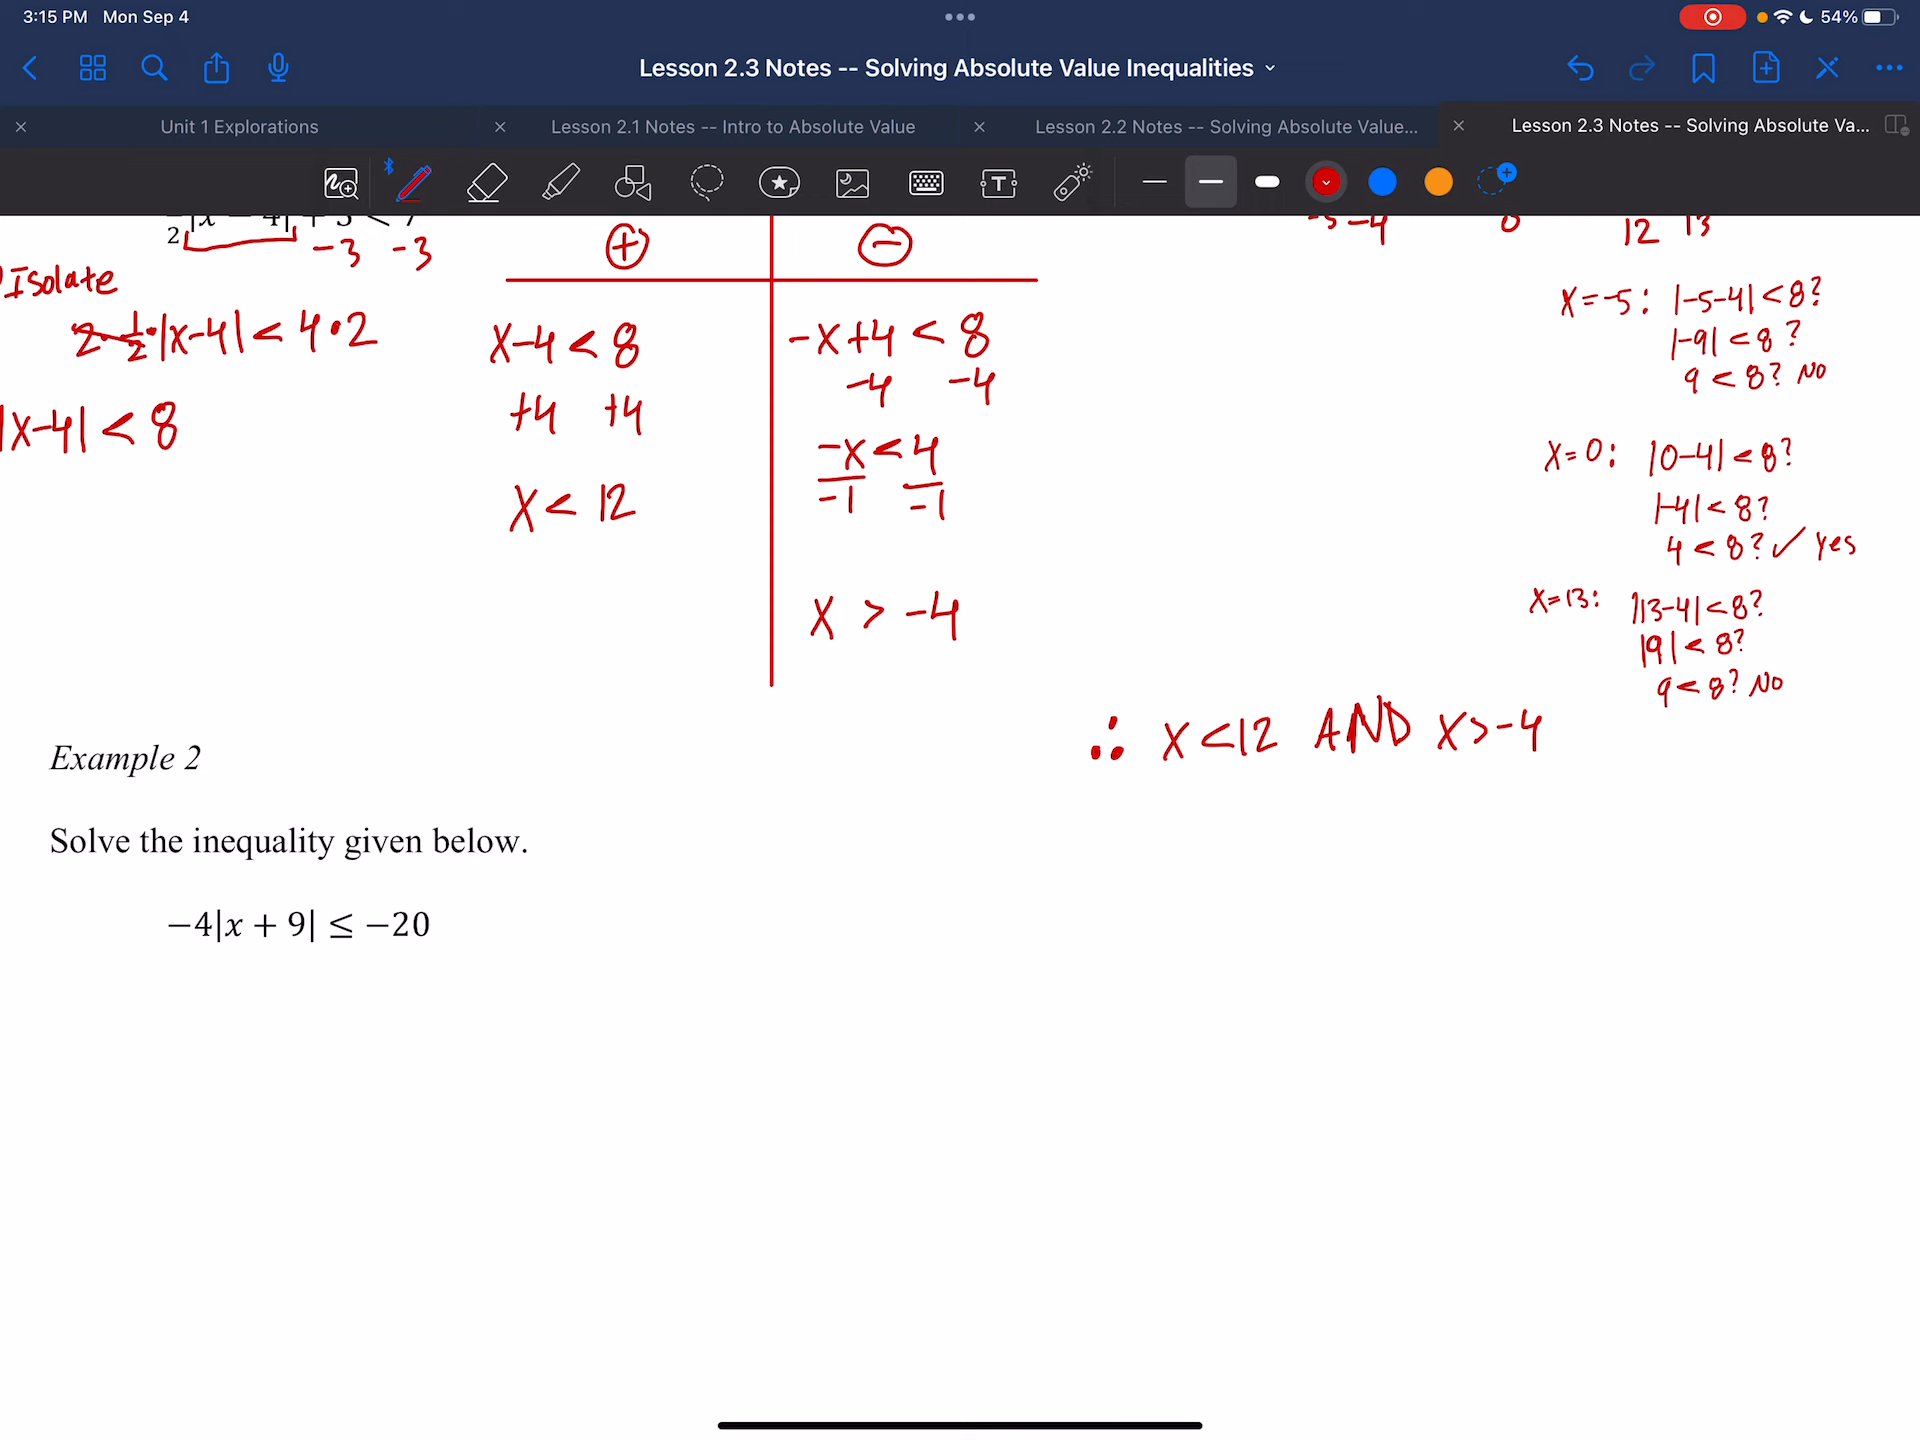 3:15 PM Mon Sep 4
54%
Lesson 2.3 Notes -- Solving Absolute Value Inequalities
Unit 1 Explorations
Lesson 2.1 Notes -- Intro to Absolute Value
Lesson 2.2 Notes -- Solving Absolute Value...
Lesson 2.3 Notes -- Solving Absolute Va...
-3 -3
Isolate
2·1/2·|x-4| < 4·2
|x-4| < 8
+
x-4 < 8
+4 +4
x < 12
−
-x+4 < 8
-4 -4
-x < 4
-1 -1
x > -4
-5 -4 0 12 13
x=-5: |-5-4| < 8?
|-9| < 8?
9 < 8? NO
x=0: |0-4| < 8?
|-4| < 8?
4 < 8? ✓ Yes
x=13: |13-4| < 8?
|9| < 8?
9 < 8? NO
∴ x < 12 AND x > -4
Example 2
Solve the inequality given below.
−4|x + 9| ≤ −20